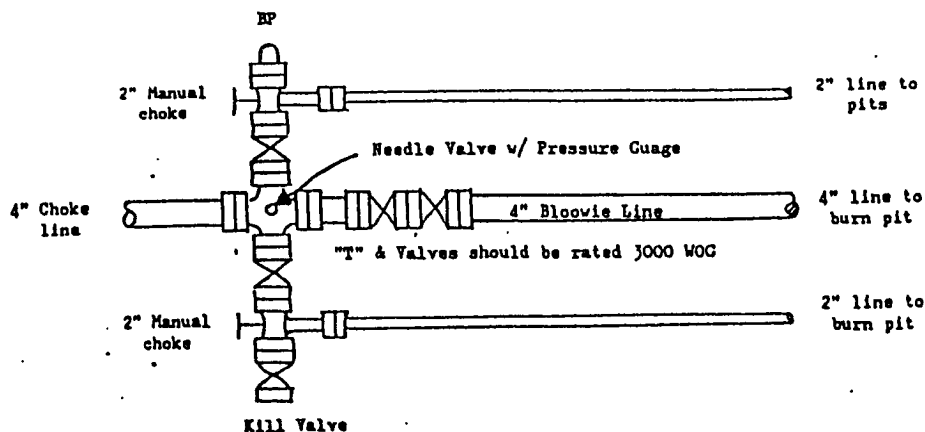 BP
2" Manual
choke
2" line to
pits
Needle Valve w/ Pressure Guage
4" Choke
line
4" Bloowie Line
4" line to
burn pit
"T" & Valves should be rated 3000 WOG
2" Manual
choke
2" line to
burn pit
Kill Valve